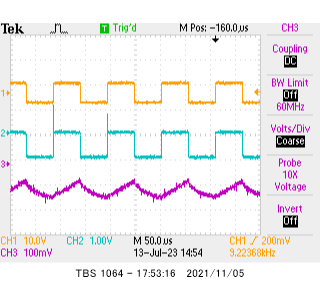 Tek Trig'd M Pos: -160.0us CH3
Coupling
DC
BW Limit
Off
60MHz
Volts/Div
Coarse
Probe
10X
Voltage
Invert
Off
1
2
3
CH1 10.0V CH2 1.00V M 50.0us CH1 / 200mV
CH3 100mV 13-Jul-23 14:54 9.22368kHz
TBS 1064 - 17:53:16 2021/11/05